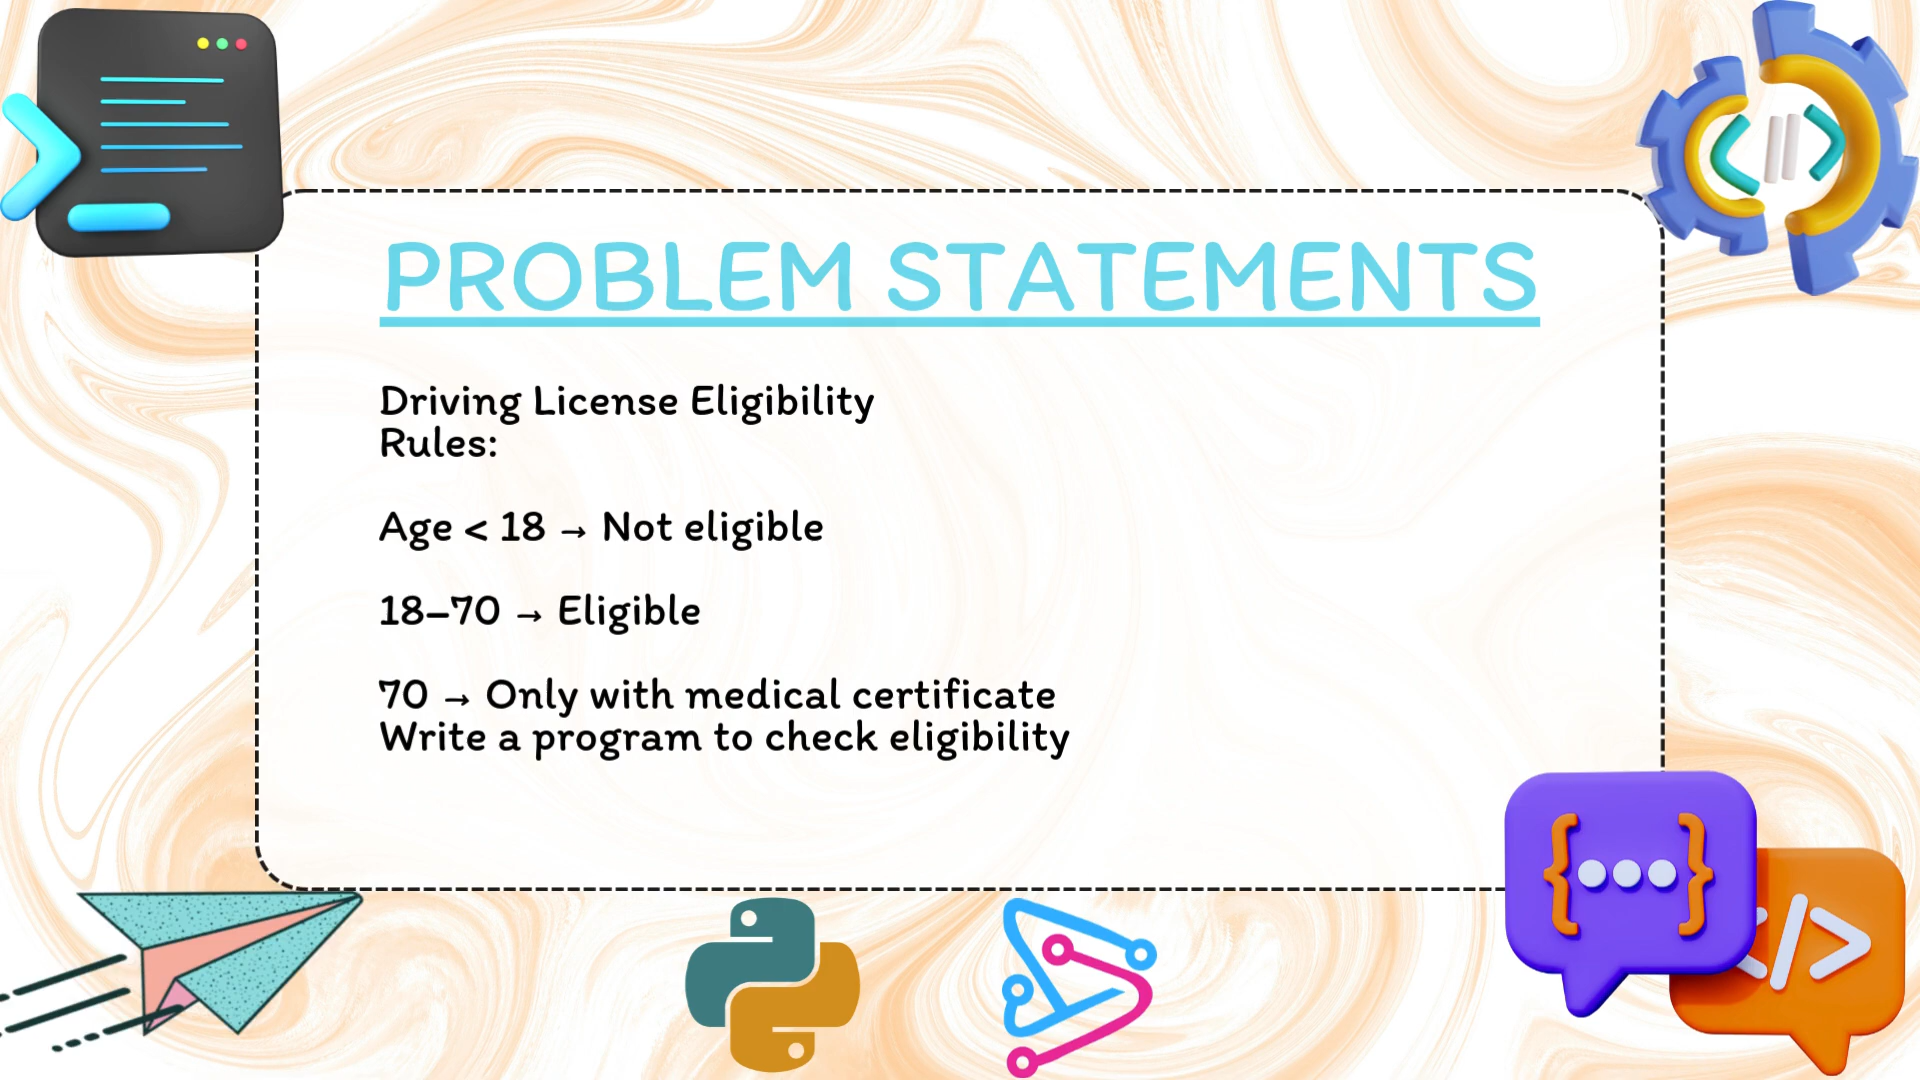 PROBLEM STATEMENTS
Driving License Eligibility
Rules:
Age < 18 → Not eligible
18–70 → Eligible
70 → Only with medical certificate
Write a program to check eligibility